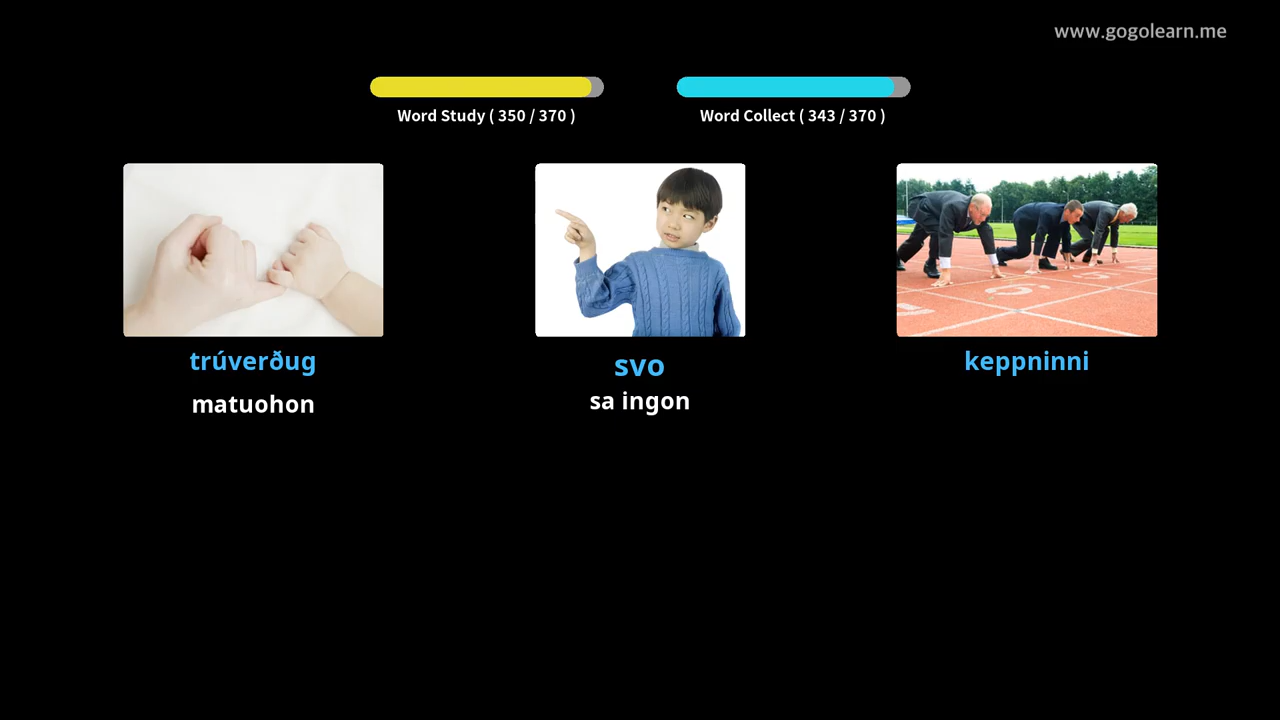 www.gogolearn.me
Word Study ( 350 / 370 )
Word Collect ( 343 / 370 )
trúverðug
matuohon
svo
sa ingon
keppninni